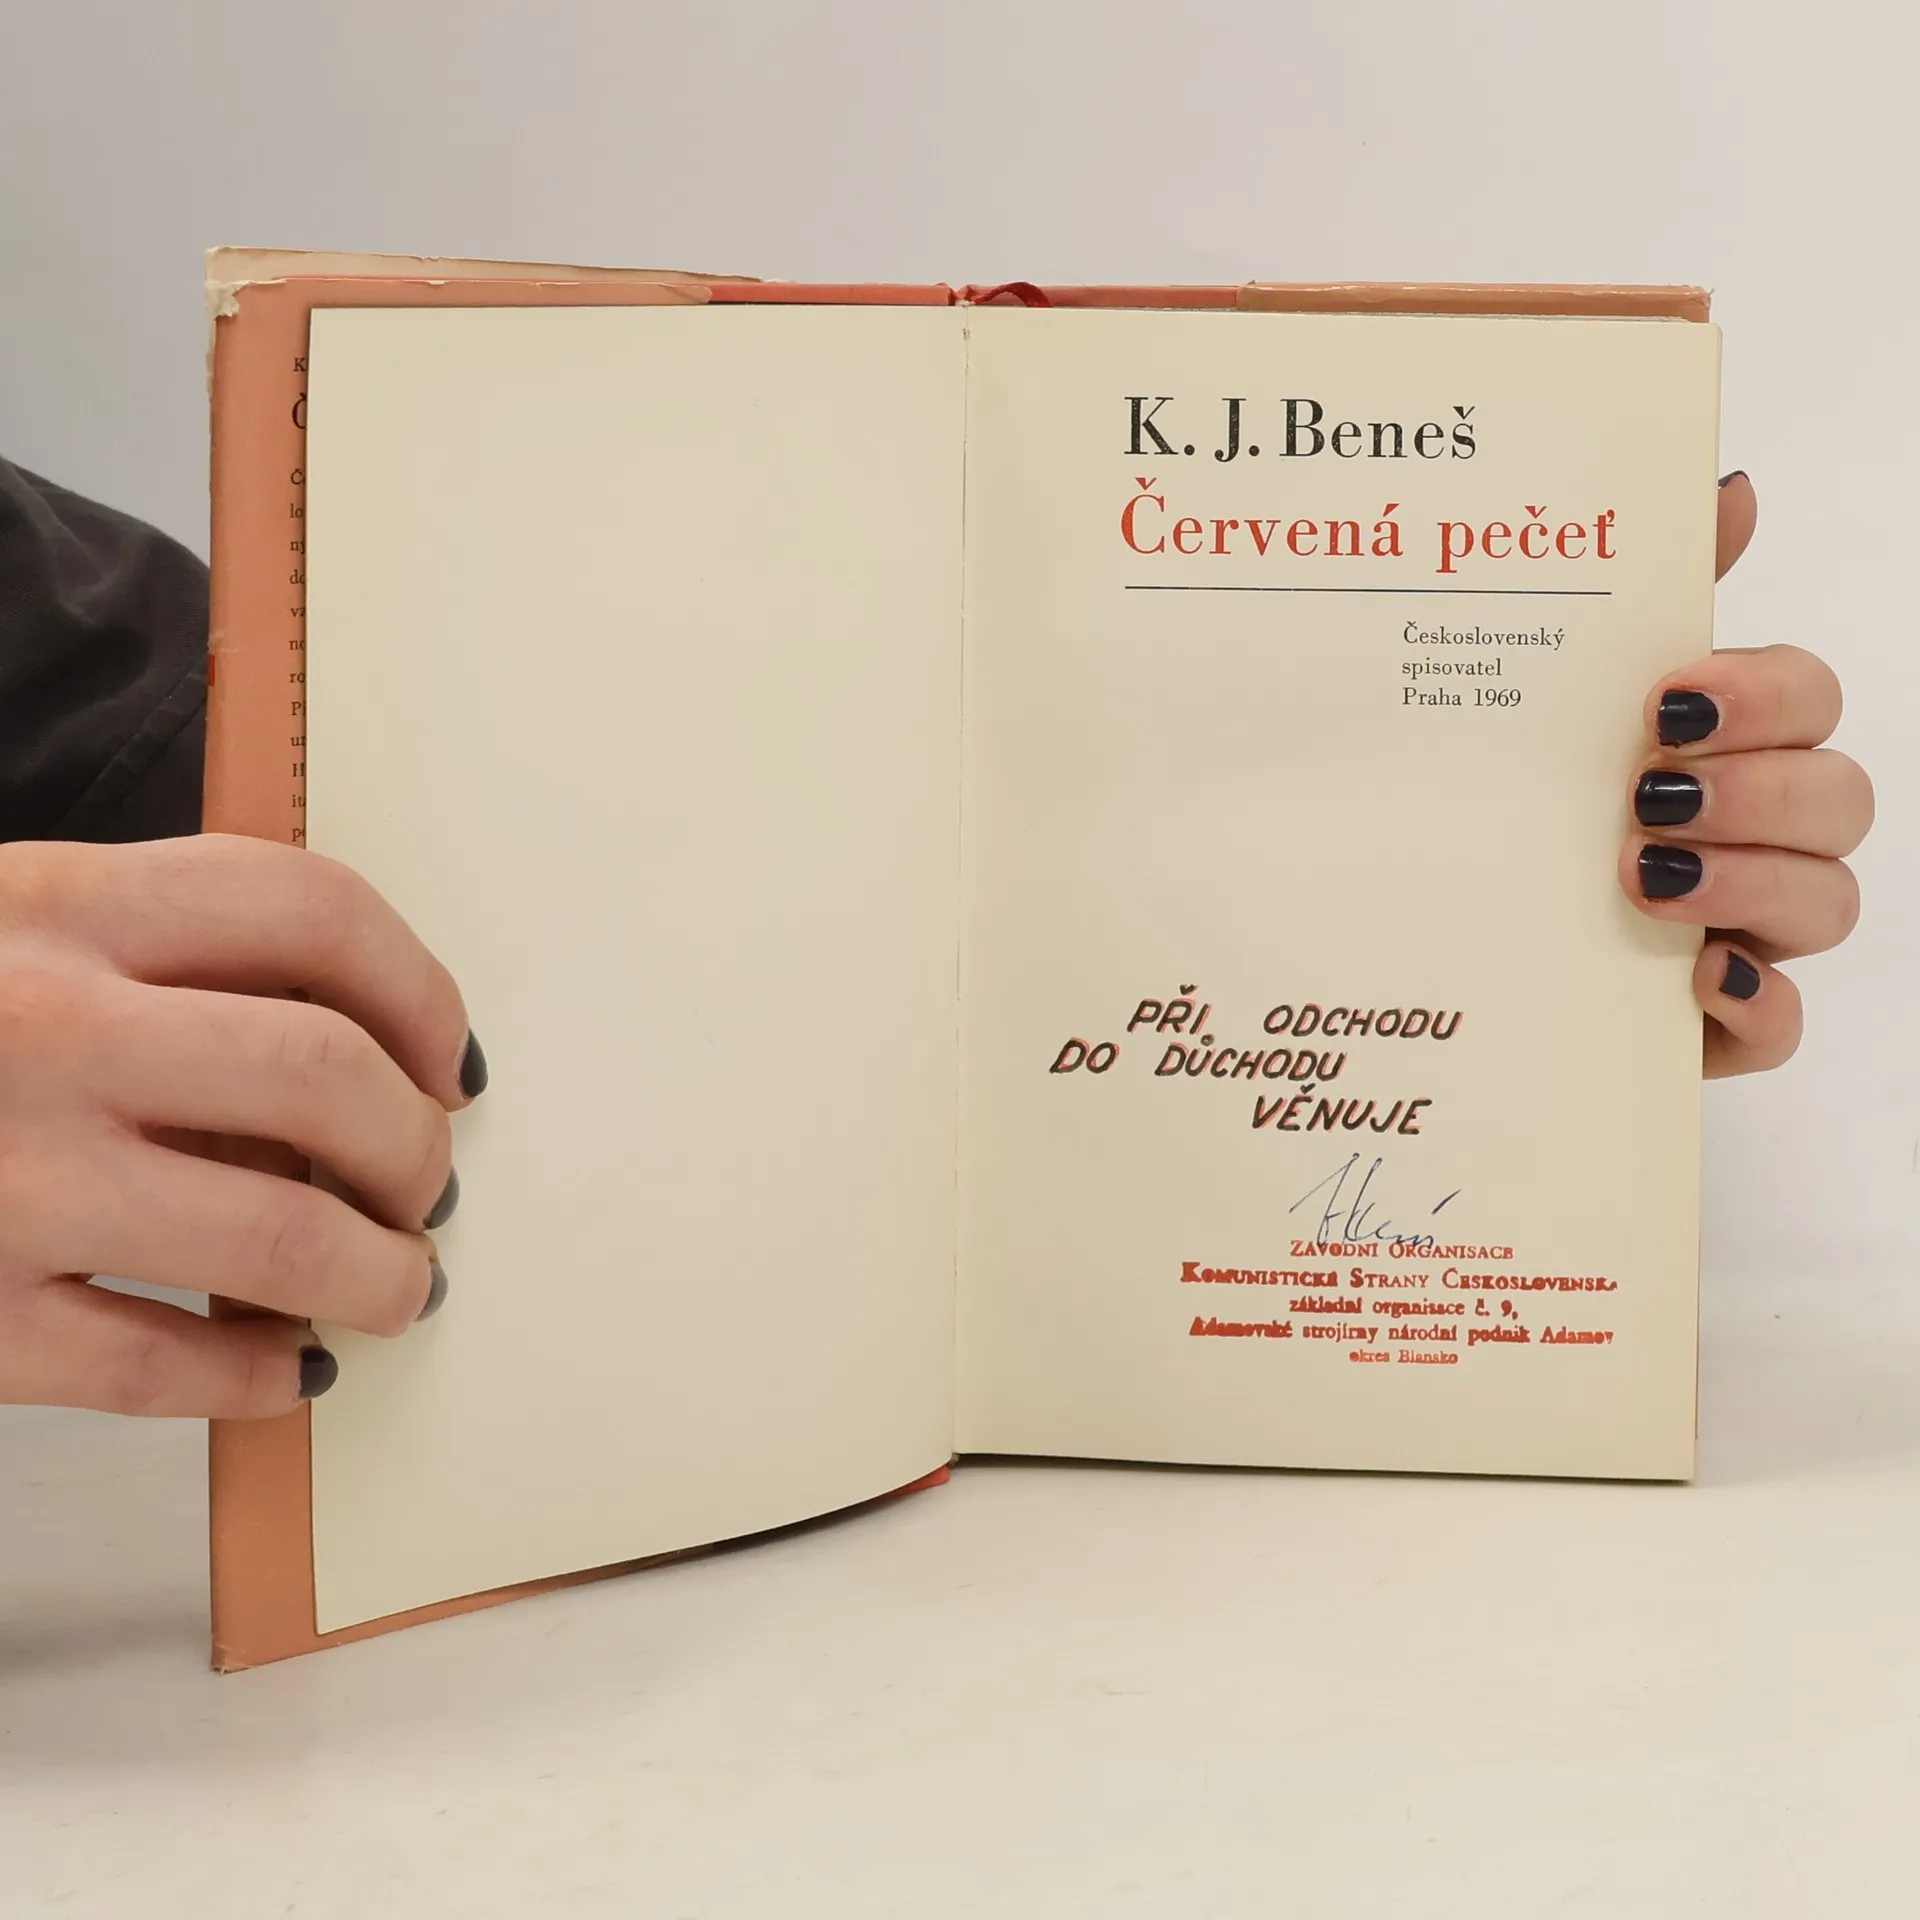 K. J. Beneš
Červená pečeť
Československý
spisovatel
Praha 1969
PŘI ODCHODU
DO DŮCHODU
VĚNUJE
ZÁVODNÍ ORGANISACE
KOMUNISTICKÉ STRANY ČESKOSLOVENSKA
základní organisace č. 9,
Adamovské strojírny národní podnik Adamov
okres Blansko